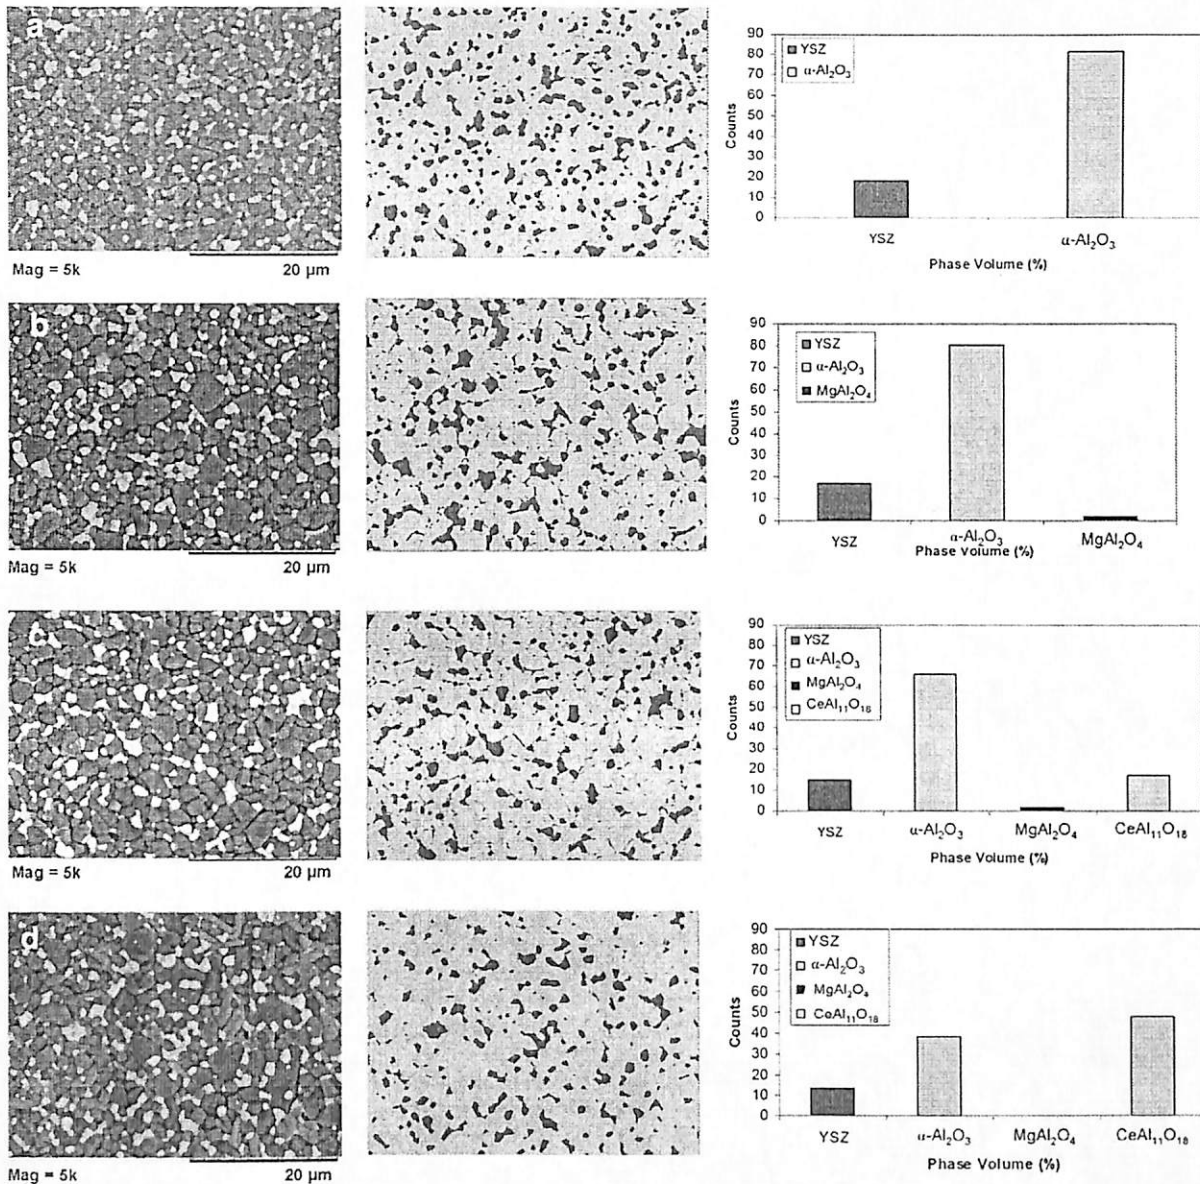 a
Mag = 5k
20 µm
Counts
90
80
70
60
50
40
30
20
10
0
YSZ
α-Al₂O₃
YSZ
α-Al₂O₃
Phase Volume (%)
b
Mag = 5k
20 µm
Counts
90
80
70
60
50
40
30
20
10
0
YSZ
α-Al₂O₃
MgAl₂O₄
YSZ
α-Al₂O₃
MgAl₂O₄
Phase Volume (%)
c
Mag = 5k
20 µm
Counts
90
80
70
60
50
40
30
20
10
0
YSZ
α-Al₂O₃
MgAl₂O₄
CeAl₁₁O₁₈
YSZ
α-Al₂O₃
MgAl₂O₄
CeAl₁₁O₁₈
Phase Volume (%)
d
Mag = 5k
20 µm
Counts
90
80
70
60
50
40
30
20
10
0
YSZ
α-Al₂O₃
MgAl₂O₄
CeAl₁₁O₁₈
YSZ
α-Al₂O₃
MgAl₂O₄
CeAl₁₁O₁₈
Phase Volume (%)